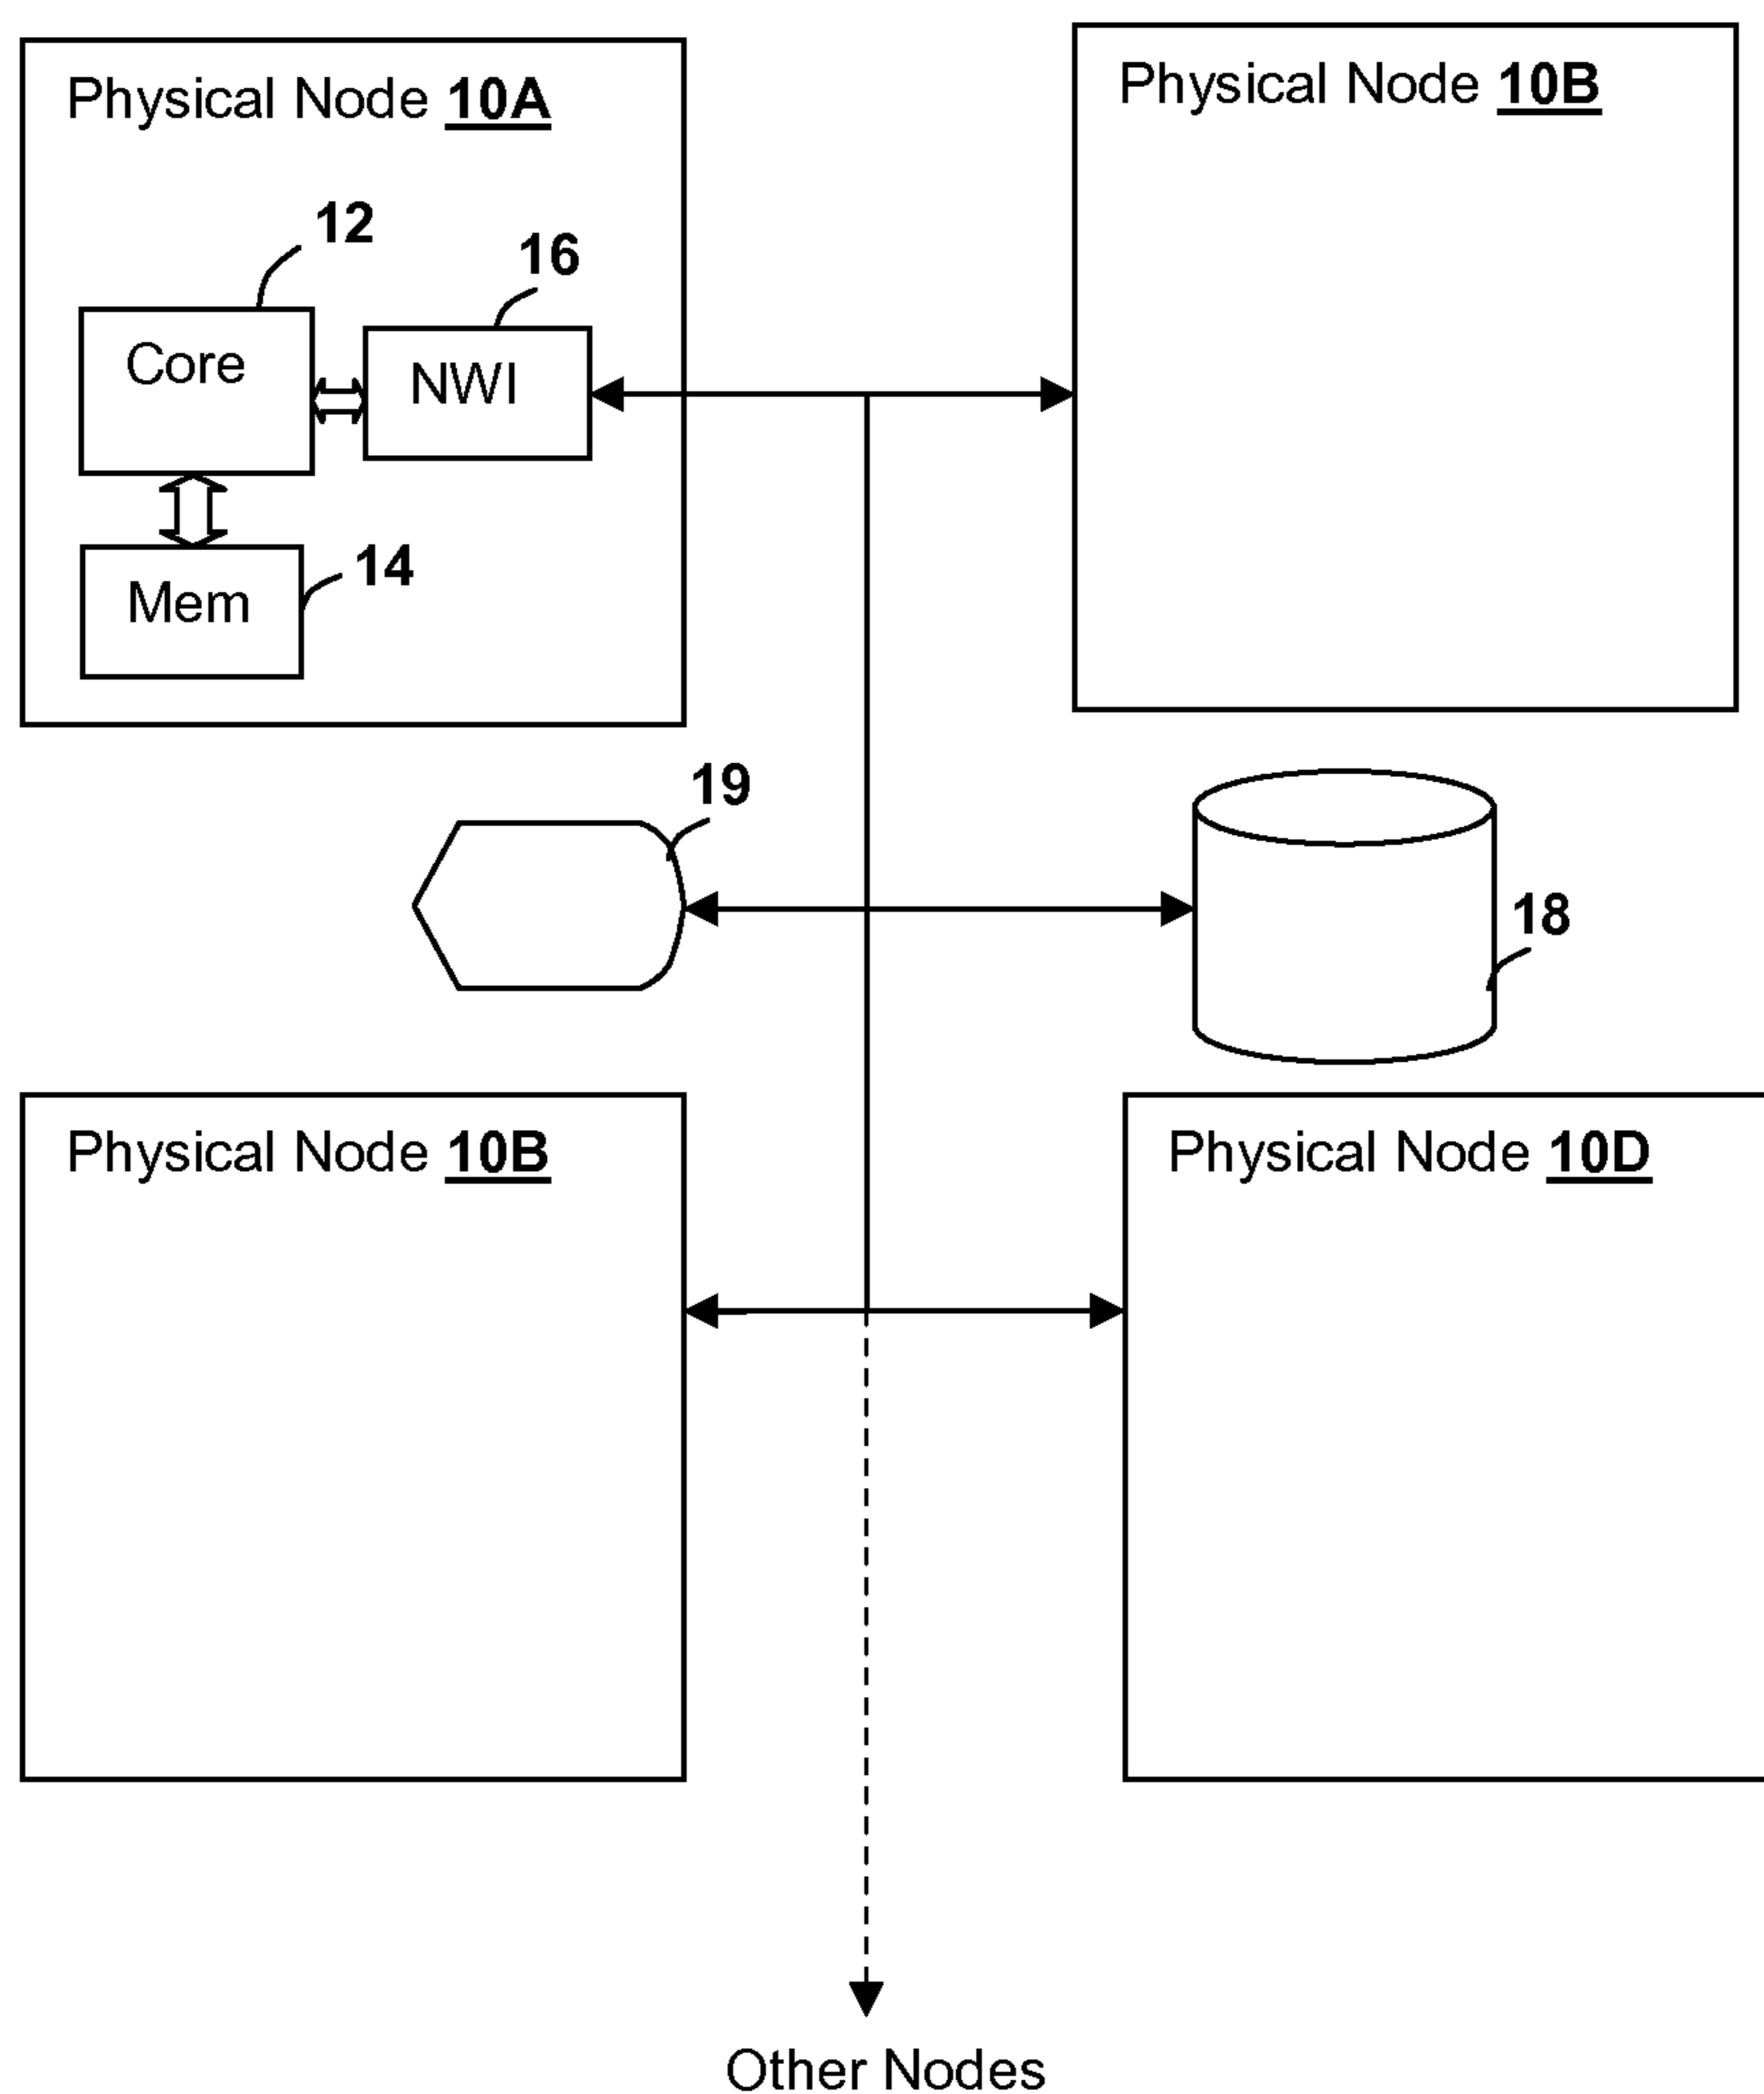 Physical Node 10A
Physical Node 10B
12
16
Core
NWI
14
Mem
19
18
Physical Node 10B
Physical Node 10D
Other Nodes